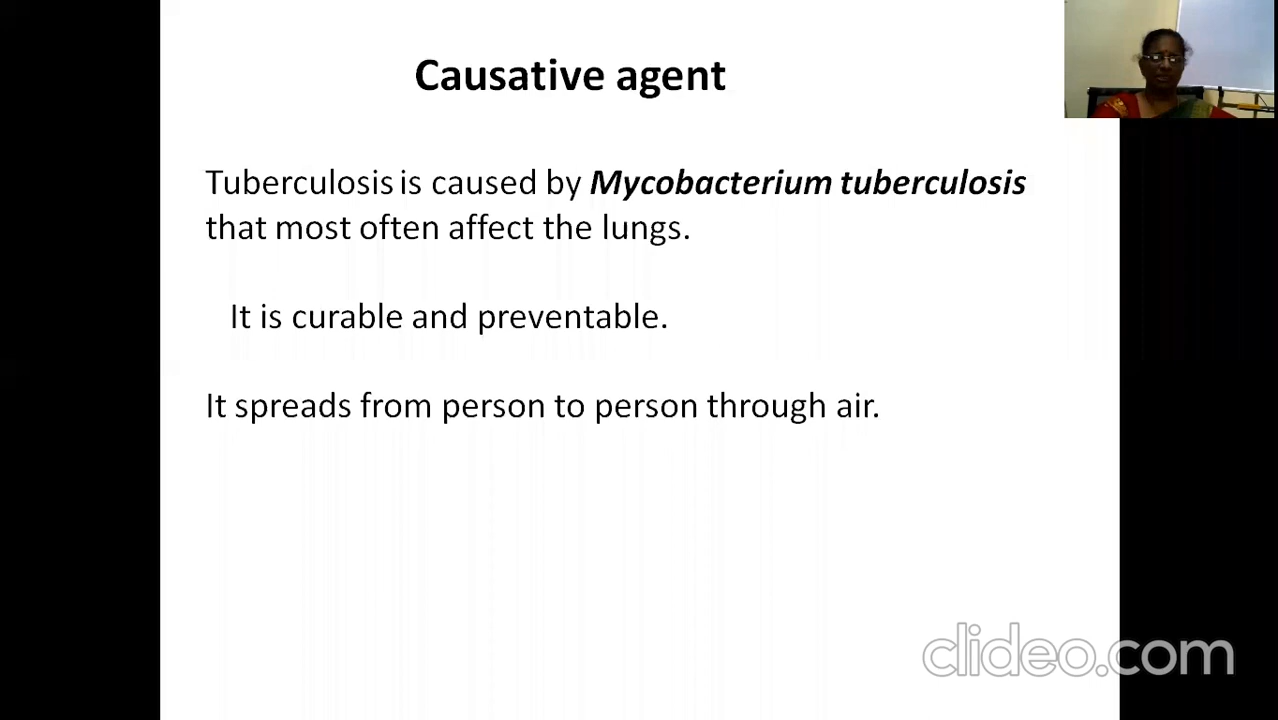 Causative agent
Tuberculosis is caused by Mycobacterium tuberculosis
that most often affect the lungs.
It is curable and preventable.
It spreads from person to person through air.
clideo.com